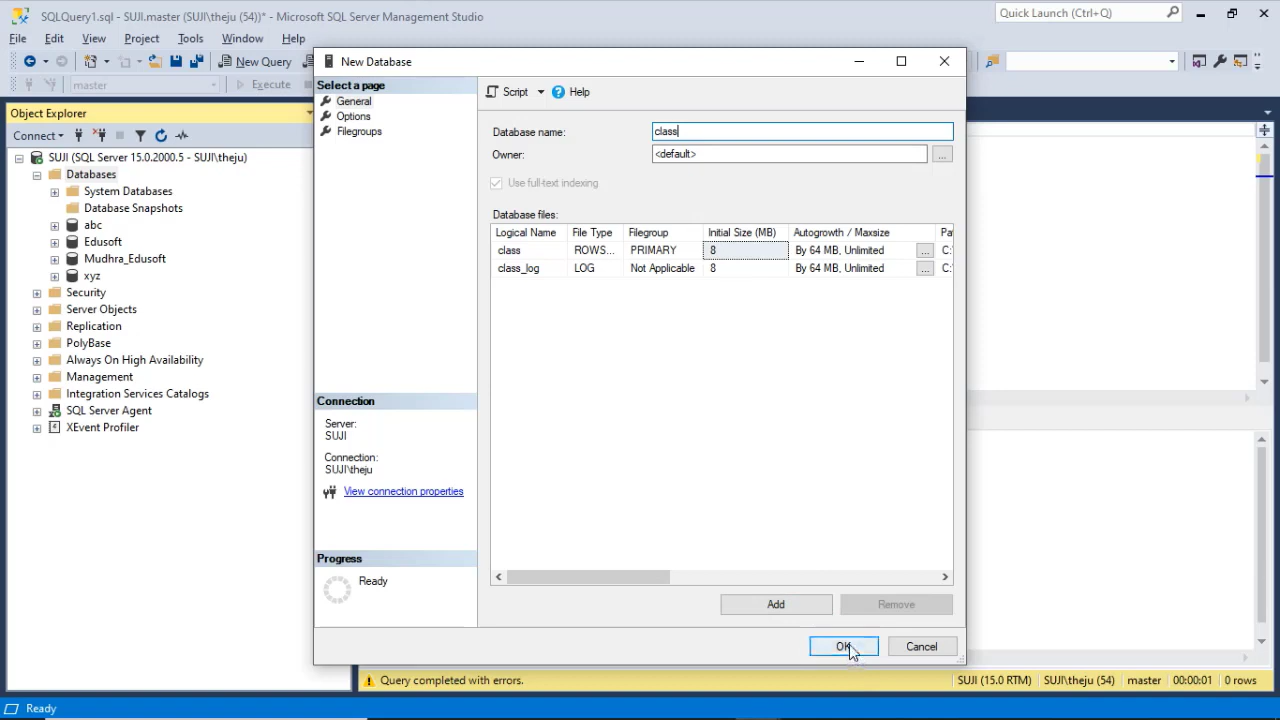 SQLQuery1.sql - SUJI.master (SUJI\theju (54))* - Microsoft SQL Server Management Studio
Quick Launch (Ctrl+Q)
File Edit View Project Tools Window Help
New Query
master Execute
Object Explorer
Connect
SUJI (SQL Server 15.0.2000.5 - SUJI\theju)
Databases
System Databases
Database Snapshots
abc
Edusoft
Mudhra_Edusoft
xyz
Security
Server Objects
Replication
PolyBase
Always On High Availability
Management
Integration Services Catalogs
SQL Server Agent
XEvent Profiler
New Database
Select a page
General
Options
Filegroups
Connection
Server:
SUJI
Connection:
SUJI\theju
View connection properties
Progress
Ready
Script Help
Database name: class
Owner: <default> ...
Use full-text indexing
Database files:
Logical Name File Type Filegroup Initial Size (MB) Autogrowth / Maxsize Pa
class ROWS... PRIMARY 8 By 64 MB, Unlimited ... C:
class_log LOG Not Applicable 8 By 64 MB, Unlimited ... C:
Add Remove
OK Cancel
Query completed with errors. SUJI (15.0 RTM) SUJI\theju (54) master 00:00:01 0 rows
Ready